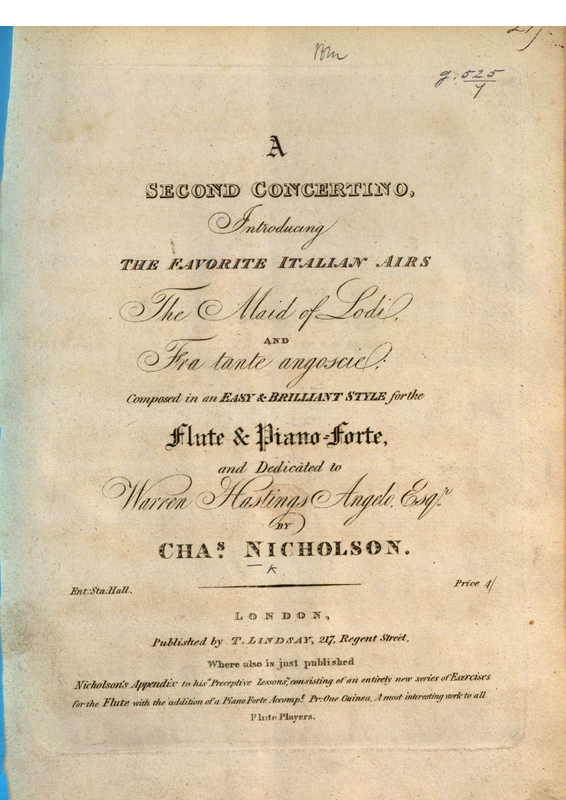 g. 525
A
SECOND CONCERTINO,
Introducing
THE FAVORITE ITALIAN AIRS
The Maid of Lodi,
AND
Fra tante angoscie:
Composed in an EASY & BRILLIANT STYLE for the
Flute & Piano-Forte,
and Dedicated to
Warren Hastings Angelo, Esqre.
BY
CHAs. NICHOLSON.
K.
Ent: Sta: Hall.
Price 4/
LONDON,
Published by T. LINDSAY, 217, Regent Street.
Where also is just published
Nicholson's Appendix to his "Preceptive Lessons," consisting of an entirely new series of Exercises
for the Flute with the addition of a Piano Forte Accompt. Pr: One Guinea, A most interesting work to all
Flute Players.